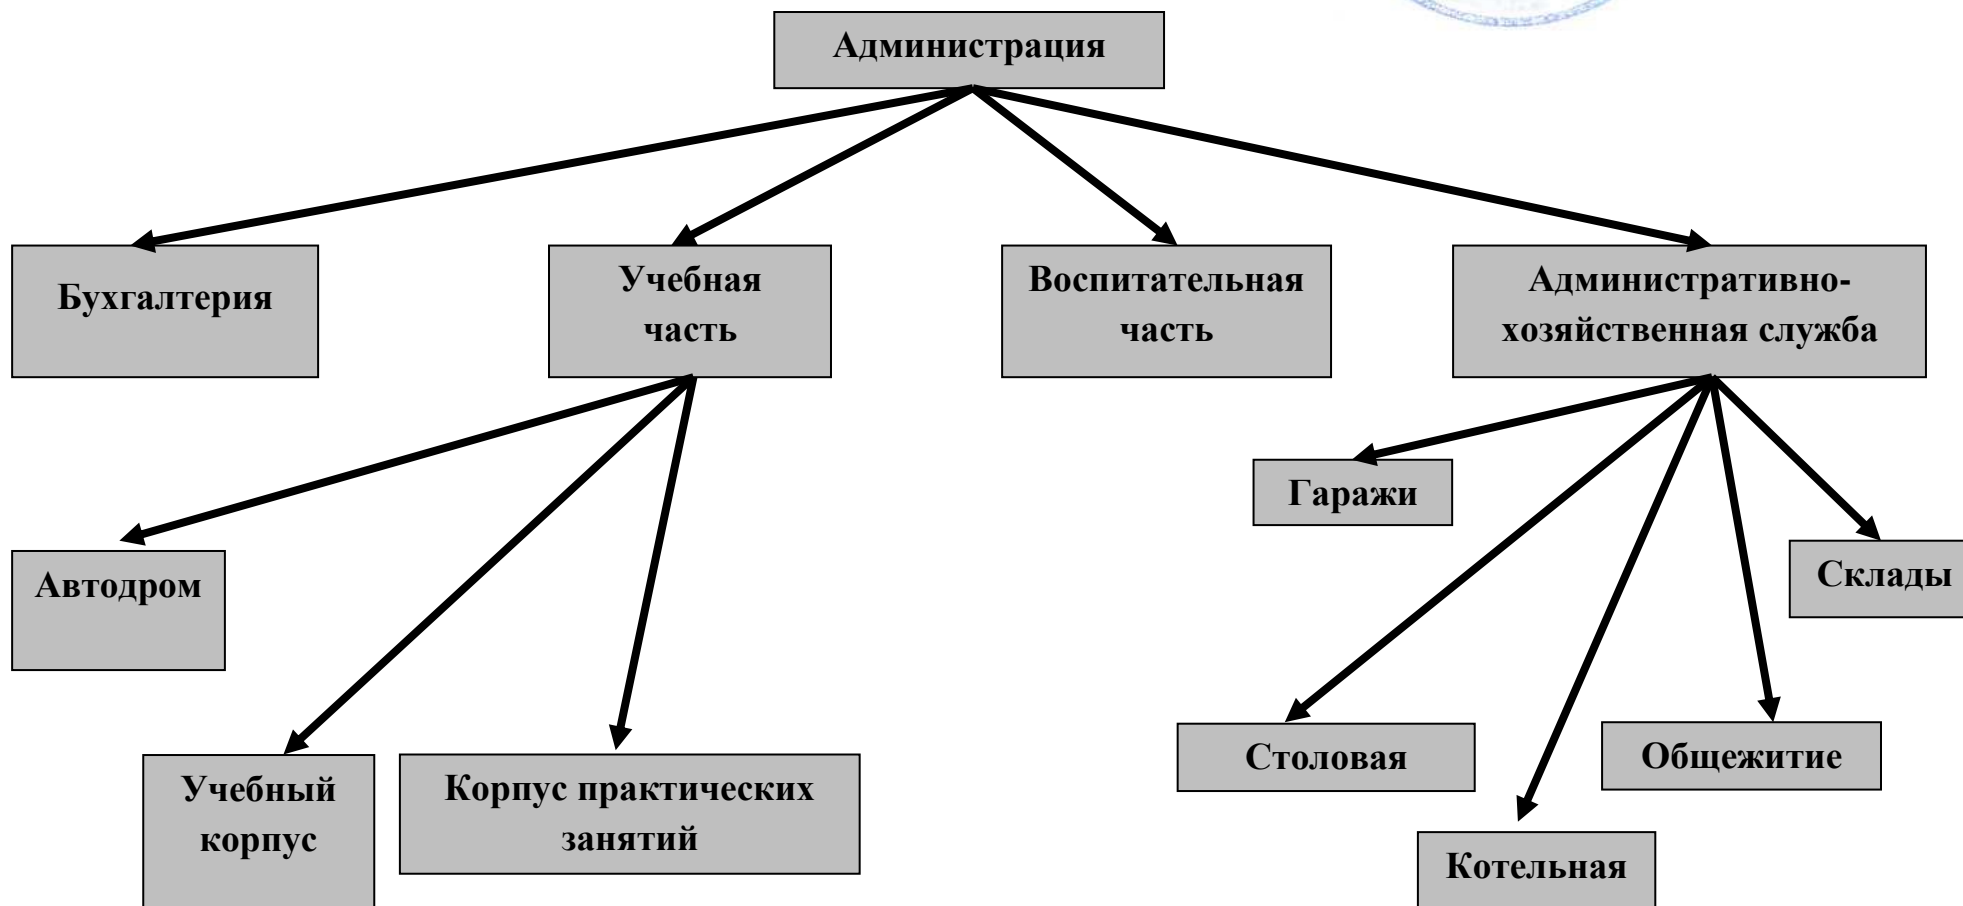 Администрация
Бухгалтерия
Учебная
часть
Воспитательная
часть
Административно-
хозяйственная служба
Гаражи
Автодром
Склады
Столовая
Общежитие
Учебный
корпус
Корпус практических
занятий
Котельная